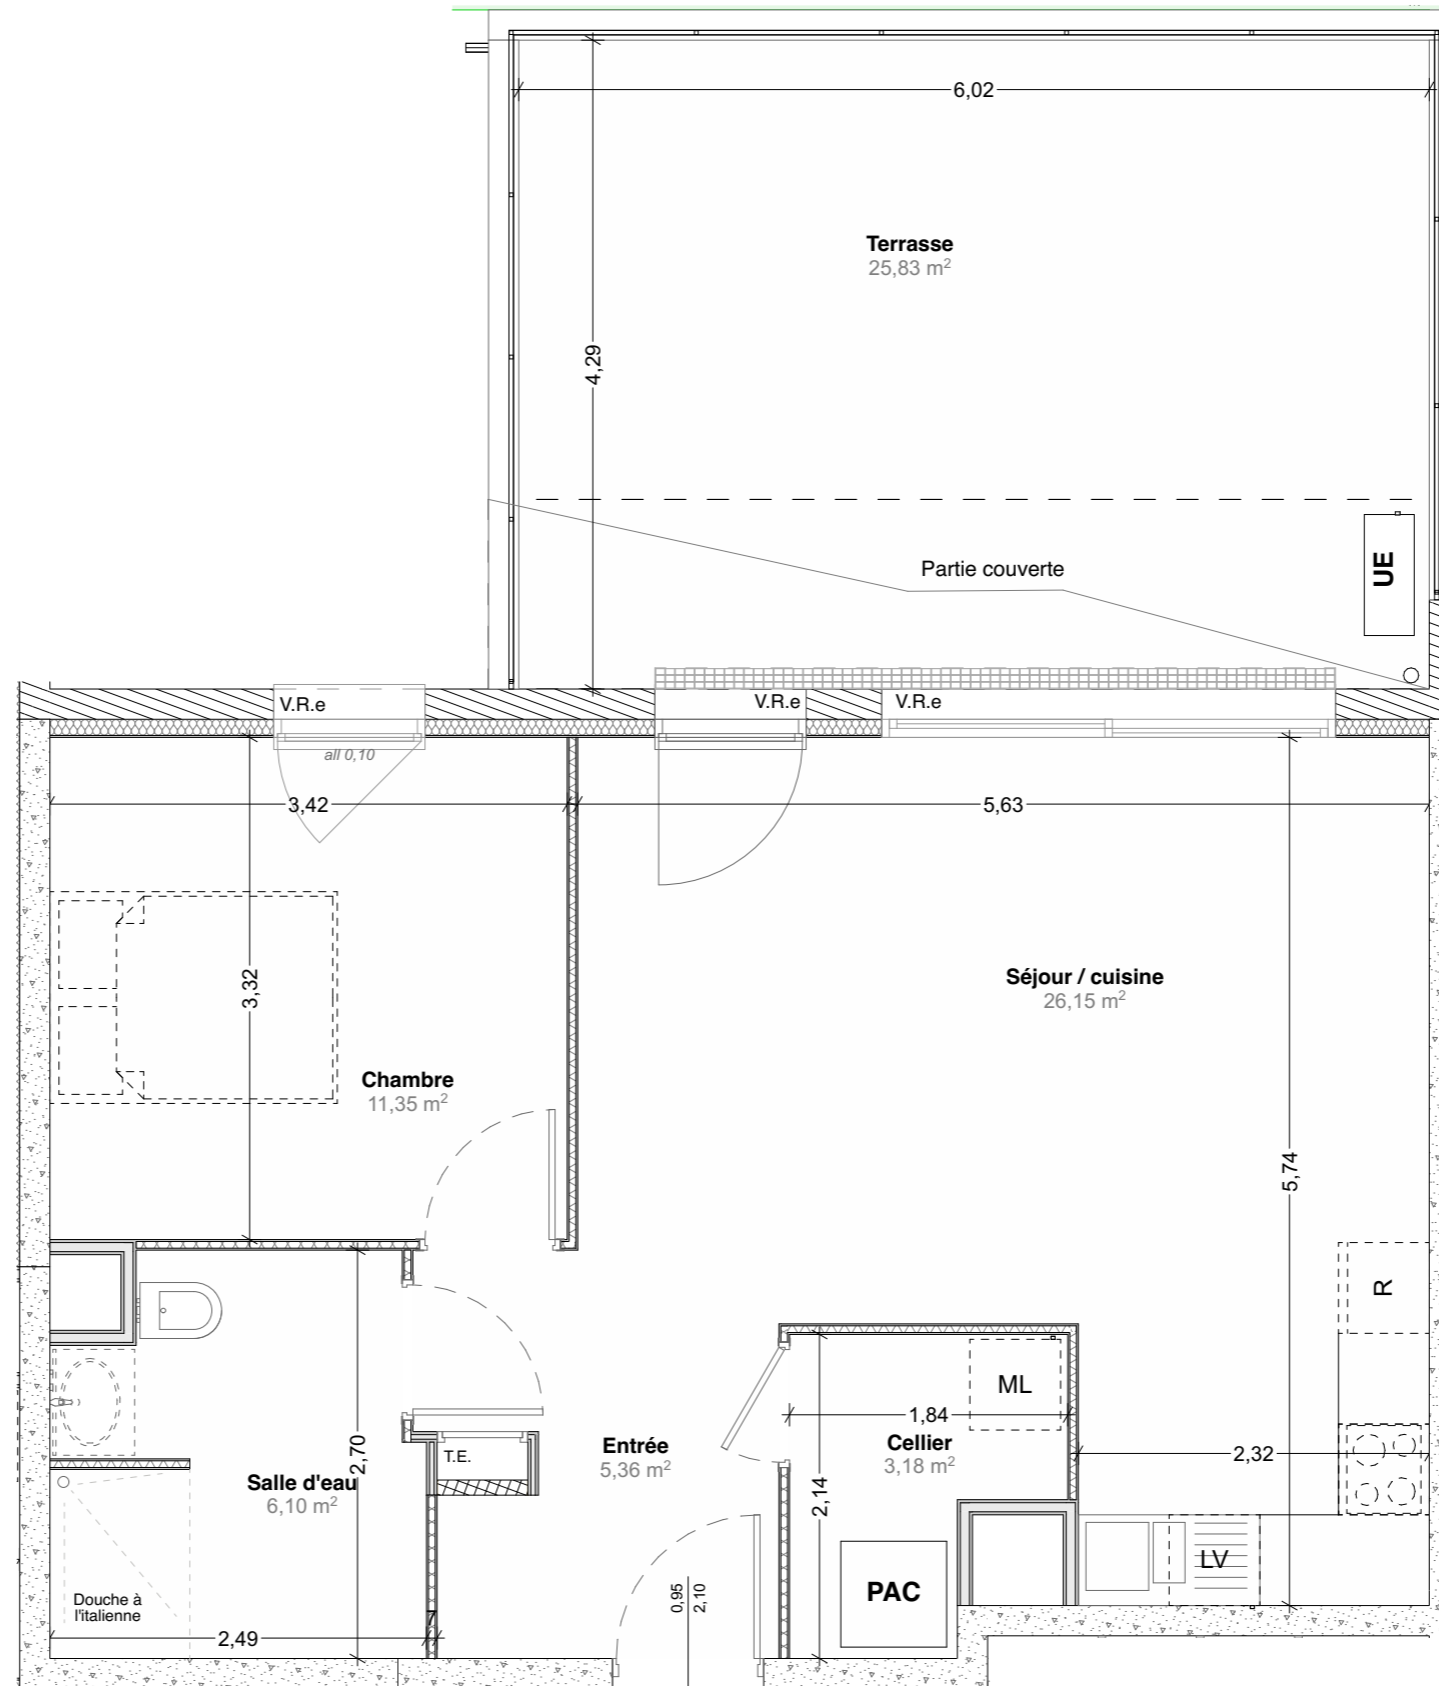 6,02
Terrasse
25,83 m²
4,29
Partie couverte
UE
V.R.e
V.R.e
V.R.e
all 0,10
3,42
5,63
3,32
Séjour / cuisine
26,15 m²
Chambre
11,35 m²
5,74
R
ML
1,84
Cellier
3,18 m²
Entrée
5,36 m²
T.E.
2,70
2,32
Salle d'eau
6,10 m²
2,14
LV
PAC
0,95
2,10
Douche à
l'italienne
7
2,49